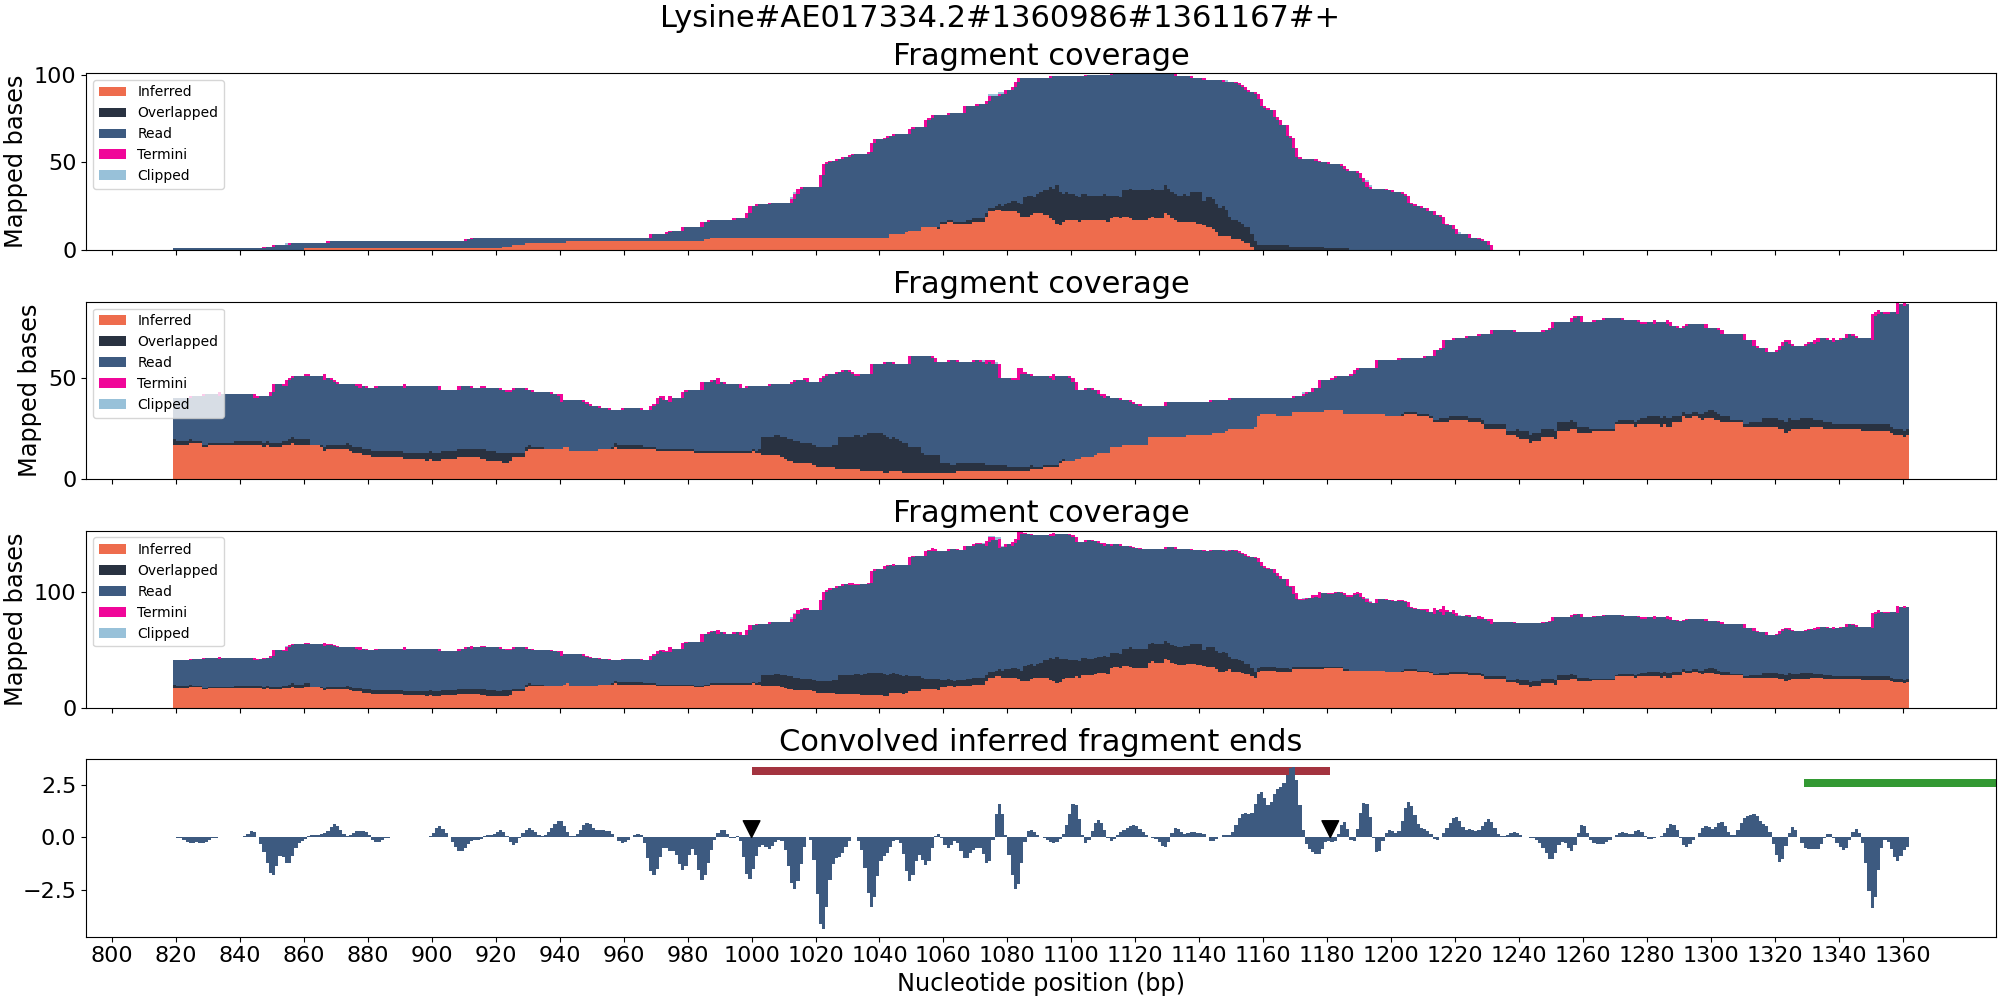 Lysine#AE017334.2#1360986#1361167#+
Fragment coverage
Mapped bases
100
50
0
Inferred
Overlapped
Read
Termini
Clipped
Fragment coverage
Mapped bases
50
0
Inferred
Overlapped
Read
Termini
Clipped
Fragment coverage
Mapped bases
100
0
Inferred
Overlapped
Read
Termini
Clipped
Convolved inferred fragment ends
2.5
0.0
−2.5
800 820 840 860 880 900 920 940 960 980 1000 1020 1040 1060 1080 1100 1120 1140 1160 1180 1200 1220 1240 1260 1280 1300 1320 1340 1360
Nucleotide position (bp)